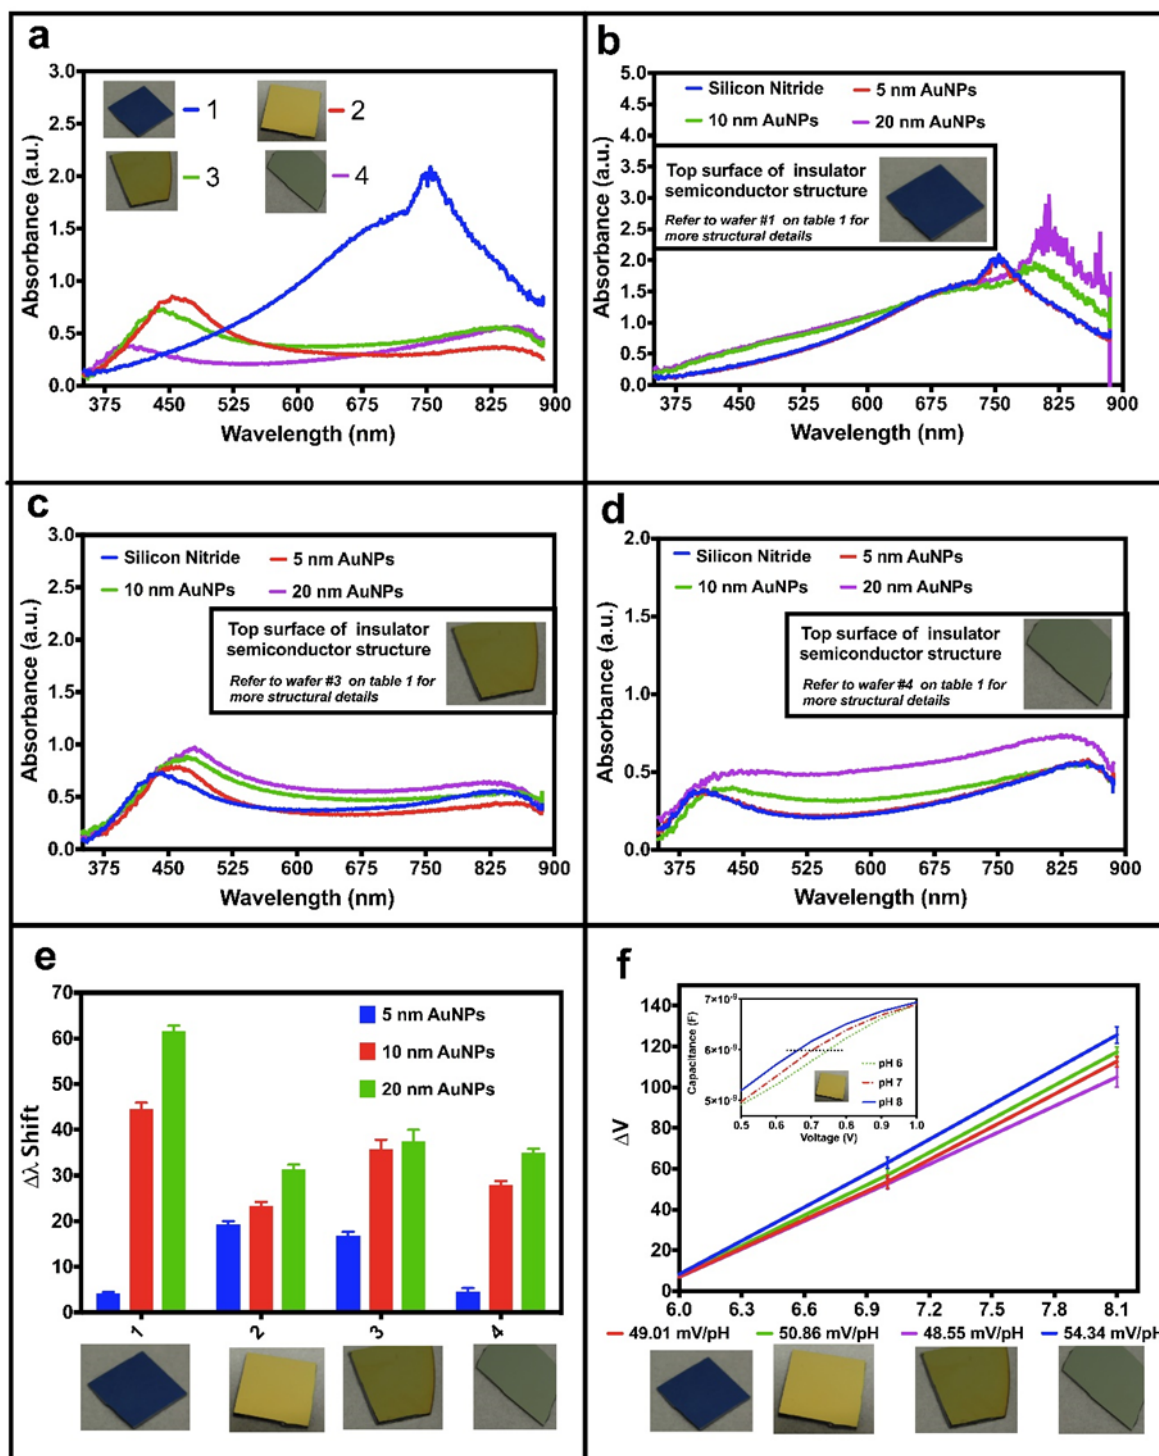 a
3.0
2.5
2.0
1.5
1.0
0.5
0.0
1
2
3
4
Absorbance (a.u.)
375 450 525 600 675 750 825 900
Wavelength (nm)
b
5.0
4.5
4.0
3.5
3.0
2.5
2.0
1.5
1.0
0.5
0.0
Silicon Nitride
5 nm AuNPs
10 nm AuNPs
20 nm AuNPs
Top surface of insulator
semiconductor structure
Refer to wafer #1 on table 1 for
more structural details
Absorbance (a.u.)
375 450 525 600 675 750 825 900
Wavelength (nm)
c
3.0
2.5
2.0
1.5
1.0
0.5
0.0
Silicon Nitride
5 nm AuNPs
10 nm AuNPs
20 nm AuNPs
Top surface of insulator
semiconductor structure
Refer to wafer #3 on table 1 for
more structural details
Absorbance (a.u.)
375 450 525 600 675 750 825 900
Wavelength (nm)
d
2.0
1.5
1.0
0.5
0.0
Silicon Nitride
5 nm AuNPs
10 nm AuNPs
20 nm AuNPs
Top surface of insulator
semiconductor structure
Refer to wafer #4 on table 1 for
more structural details
Absorbance (a.u.)
375 450 525 600 675 750 825 900
Wavelength (nm)
e
70
60
50
40
30
20
10
0
5 nm AuNPs
10 nm AuNPs
20 nm AuNPs
Δλ Shift
1 2 3 4
f
140
120
100
80
60
40
20
0
ΔV
7×10⁻⁹
6×10⁻⁹
5×10⁻⁹
Capacitance (F)
pH 6
pH 7
pH 8
0.5 0.6 0.7 0.8 0.9 1.0
Voltage (V)
6.0 6.3 6.6 6.9 7.2 7.5 7.8 8.1
49.01 mV/pH 50.86 mV/pH 48.55 mV/pH 54.34 mV/pH